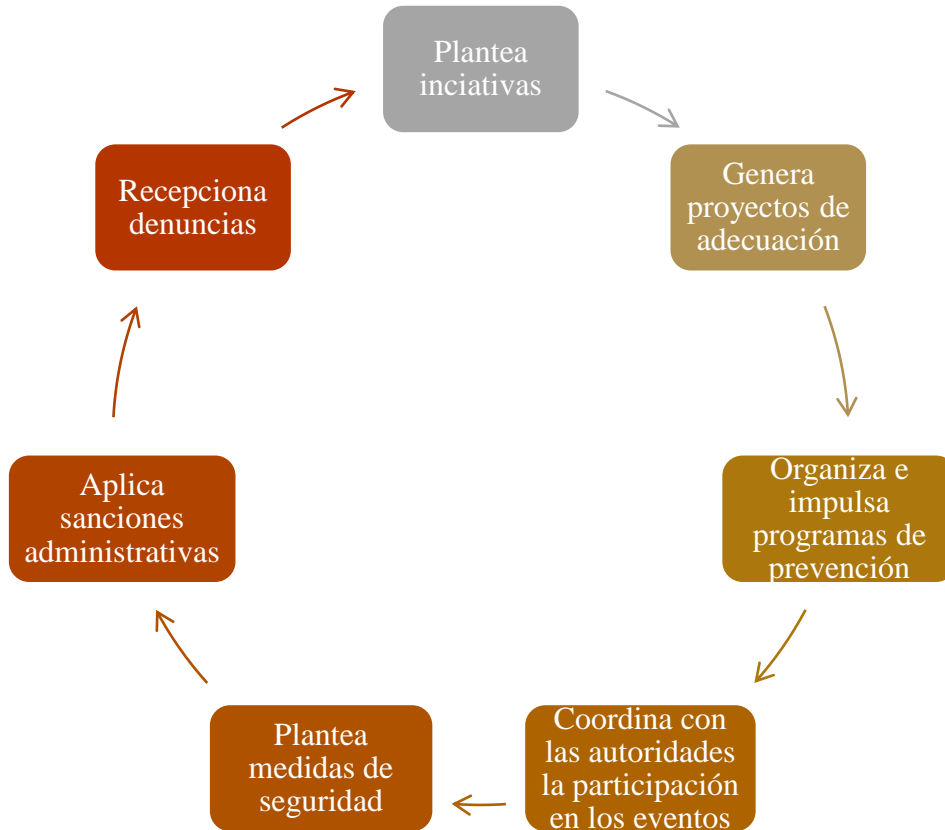 Plantea
inciativas
Genera
proyectos de
adecuación
Organiza e
impulsa
programas de
prevención
Coordina con
las autoridades
la participación
en los eventos
Plantea
medidas de
seguridad
Aplica
sanciones
administrativas
Recepciona
denuncias